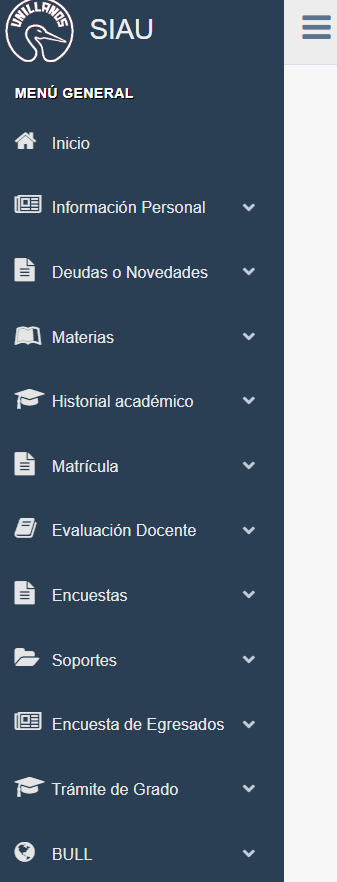 UNILLANOS
SIAU
MENÚ GENERAL
Inicio
Información Personal
Deudas o Novedades
Materias
Historial académico
Matrícula
Evaluación Docente
Encuestas
Soportes
Encuesta de Egresados
Trámite de Grado
BULL